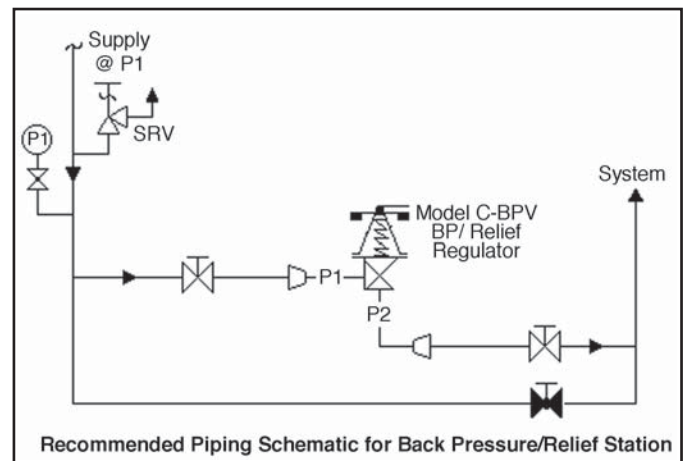 Supply
@ P1
SRV
P1
System
Model C-BPV
BP/ Relief
Regulator
P1
P2
Recommended Piping Schematic for Back Pressure/Relief Station